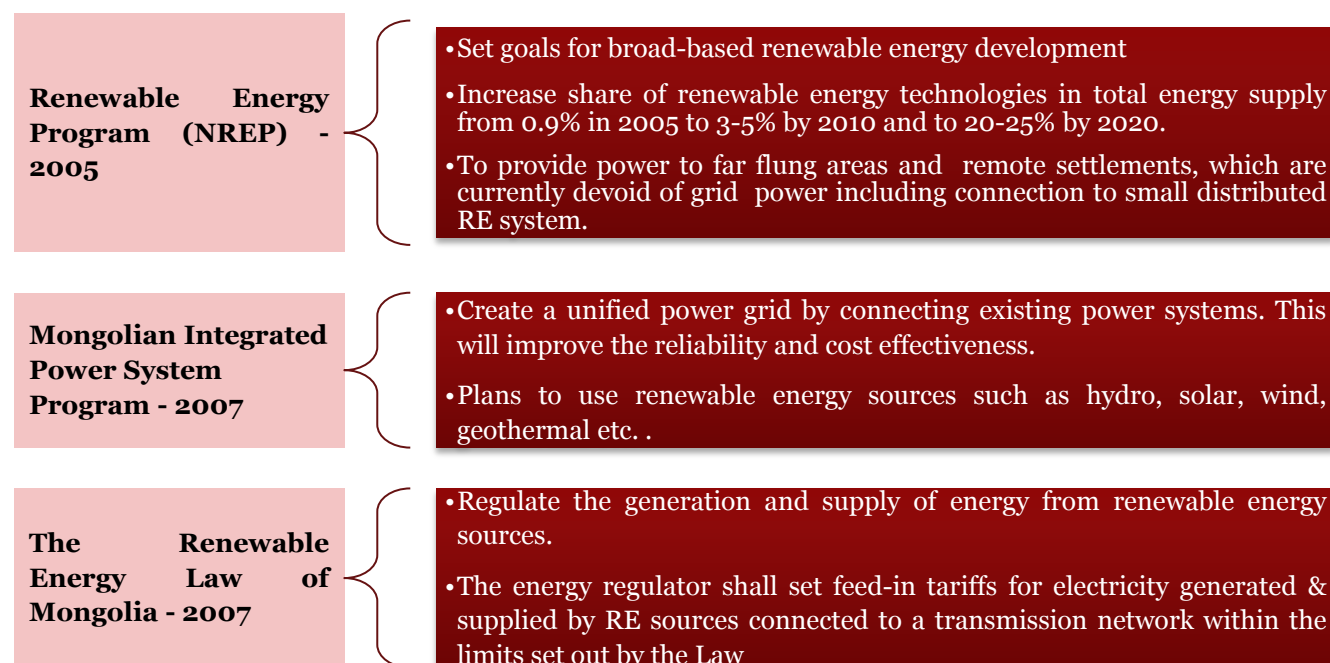 Renewable Energy
Program (NREP) -
2005
•Set goals for broad-based renewable energy development
•Increase share of renewable energy technologies in total energy supply
from 0.9% in 2005 to 3-5% by 2010 and to 20-25% by 2020.
•To provide power to far flung areas and remote settlements, which are
currently devoid of grid power including connection to small distributed
RE system.
Mongolian Integrated
Power System
Program - 2007
•Create a unified power grid by connecting existing power systems. This
will improve the reliability and cost effectiveness.
•Plans to use renewable energy sources such as hydro, solar, wind,
geothermal etc. .
The Renewable
Energy Law of
Mongolia - 2007
•Regulate the generation and supply of energy from renewable energy
sources.
•The energy regulator shall set feed-in tariffs for electricity generated &
supplied by RE sources connected to a transmission network within the
limits set out by the Law